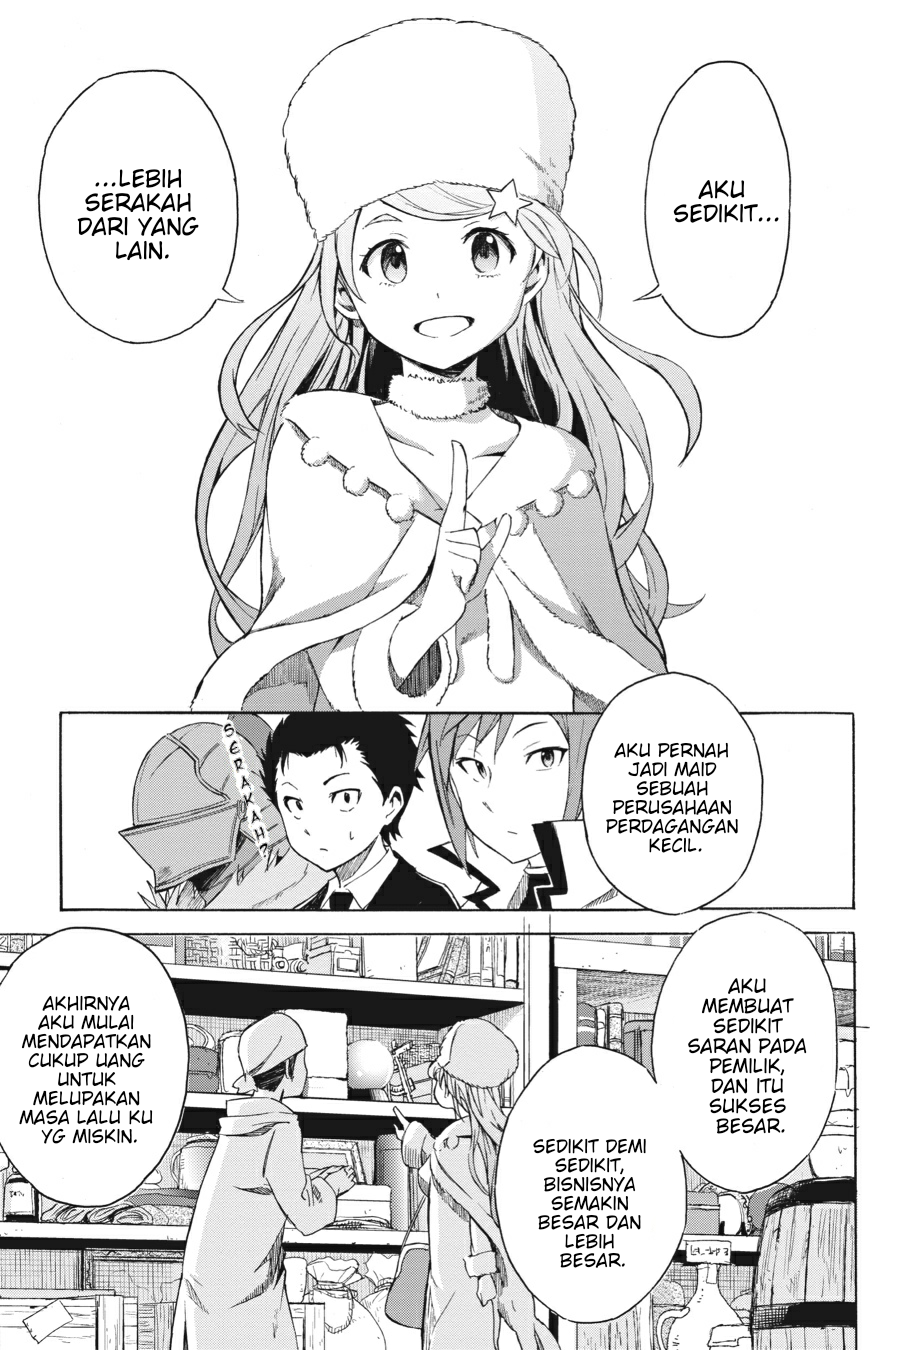 AKU
SEDIKIT...
...LEBIH
SERAKAH
DARI YANG
LAIN.
AKU PERNAH
JADI MAID
SEBUAH
PERUSAHAAN
PERDAGANGAN
KECIL.
SERAKAH?
AKU
MEMBUAT
SEDIKIT
SARAN PADA
PEMILIK,
DAN ITU
SUKSES
BESAR.
SEDIKIT DEMI
SEDIKIT,
BISNISNYA
SEMAKIN
BESAR DAN
LEBIH
BESAR.
AKHIRNYA
AKU MULAI
MENDAPATKAN
CUKUP UANG
UNTUK
MELUPAKAN
MASA LALU KU
YG MISKIN.